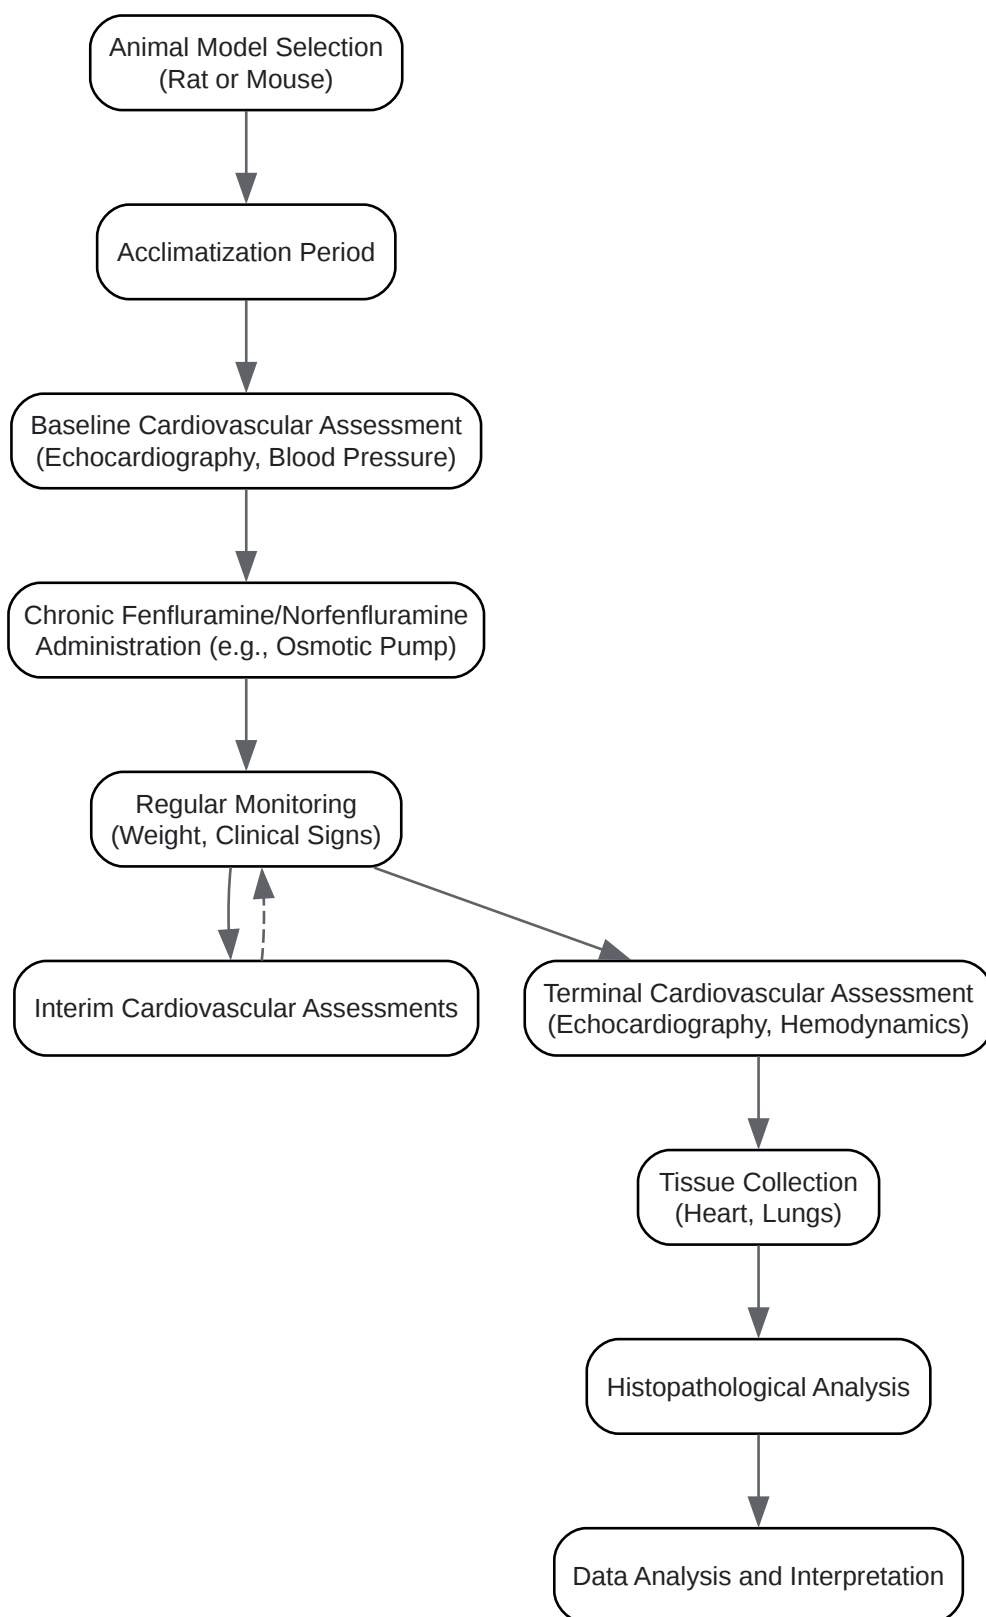 Animal Model Selection
(Rat or Mouse)
Acclimatization Period
Baseline Cardiovascular Assessment
(Echocardiography, Blood Pressure)
Chronic Fenfluramine/Norfenfluramine
Administration (e.g., Osmotic Pump)
Regular Monitoring
(Weight, Clinical Signs)
Interim Cardiovascular Assessments
Terminal Cardiovascular Assessment
(Echocardiography, Hemodynamics)
Tissue Collection
(Heart, Lungs)
Histopathological Analysis
Data Analysis and Interpretation